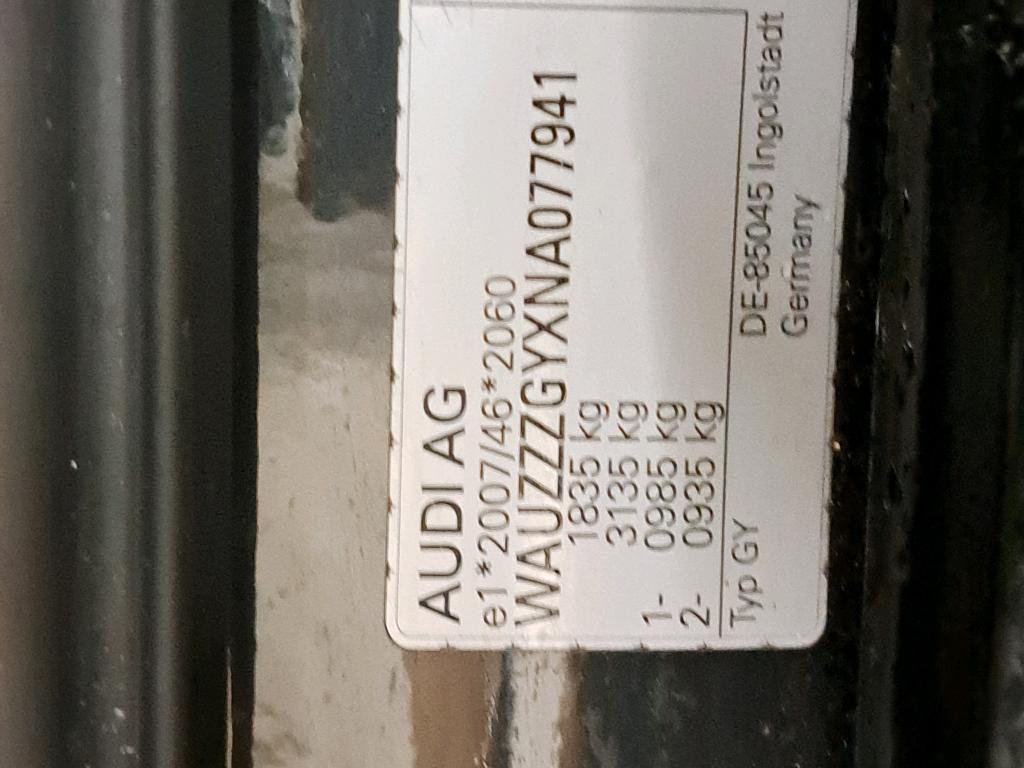 AUDI AG
e1*2007/46*2060
WAUZZZGYXNA077941
1835 kg
3135 kg
1- 0985 kg
2- 0935 kg
Typ GY DE-85045 Ingolstadt
Germany